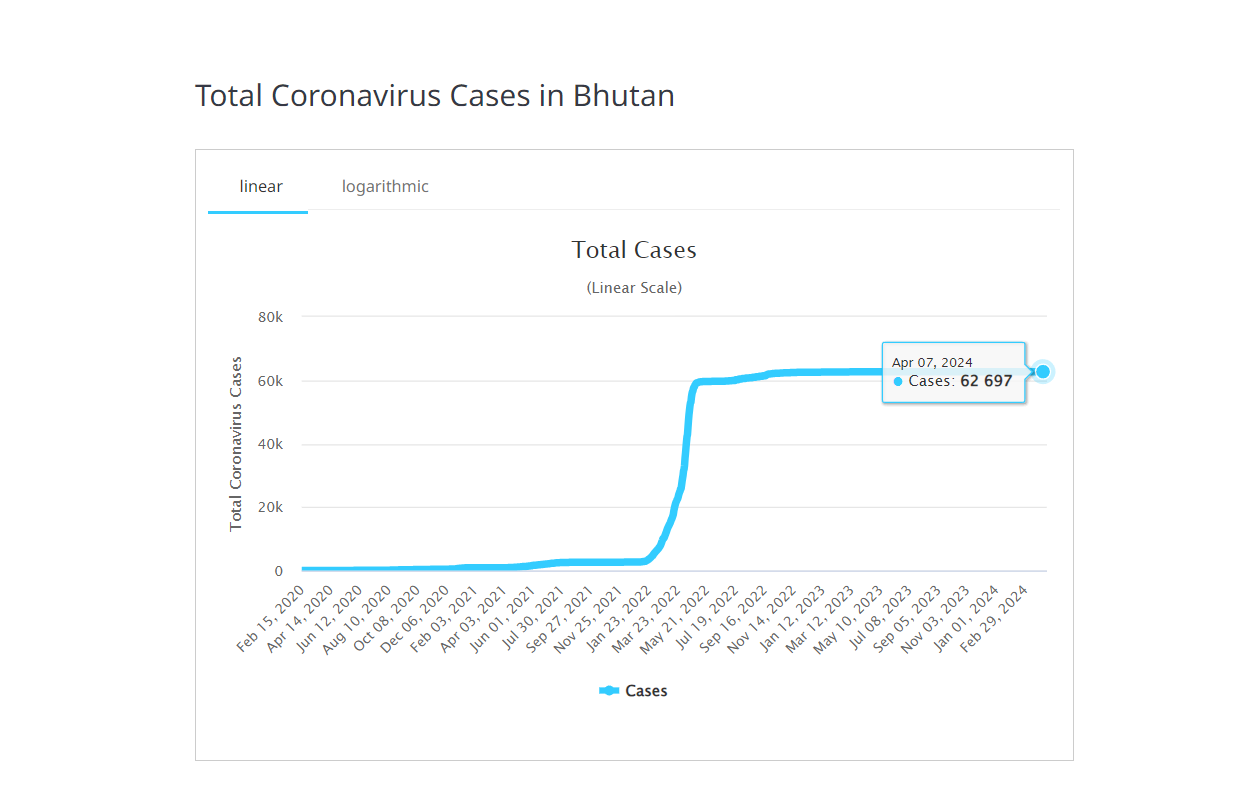 Total Coronavirus Cases in Bhutan
linear logarithmic
Total Cases
(Linear Scale)
Total Coronavirus Cases
80k
60k
40k
20k
0
Apr 07, 2024
Cases: 62 697
Feb 15, 2020
Apr 14, 2020
Jun 12, 2020
Aug 10, 2020
Oct 08, 2020
Dec 06, 2020
Feb 03, 2021
Apr 03, 2021
Jun 01, 2021
Jul 30, 2021
Sep 27, 2021
Nov 25, 2021
Jan 23, 2022
Mar 23, 2022
May 21, 2022
Jul 19, 2022
Sep 16, 2022
Nov 14, 2022
Jan 12, 2023
Mar 12, 2023
May 10, 2023
Jul 08, 2023
Sep 05, 2023
Nov 03, 2023
Jan 01, 2024
Feb 29, 2024
Cases